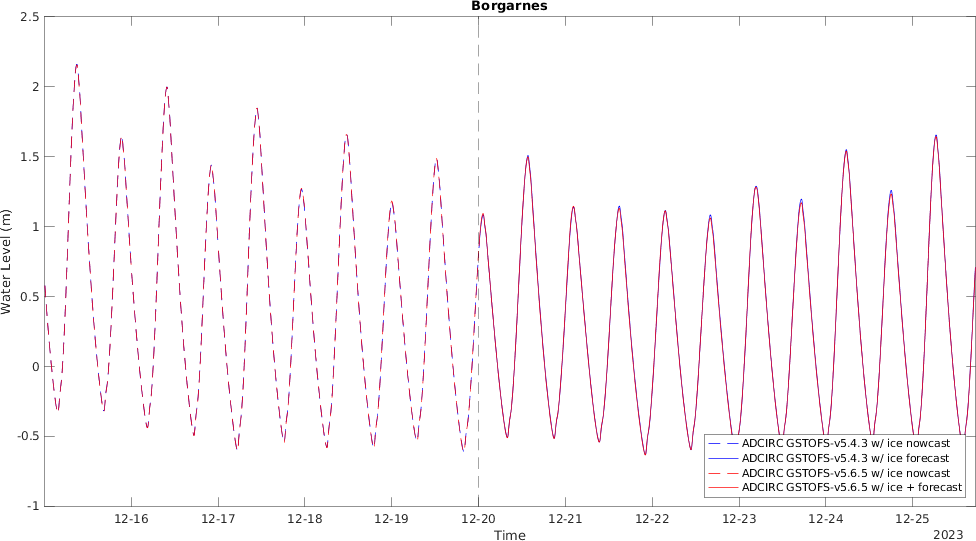 Borgarnes
2.5
2
1.5
1
0.5
0
-0.5
-1
Water Level (m)
12-16 12-17 12-18 12-19 12-20 12-21 12-22 12-23 12-24 12-25
Time
2023
ADCIRC GSTOFS-v5.4.3 w/ ice nowcast
ADCIRC GSTOFS-v5.4.3 w/ ice forecast
ADCIRC GSTOFS-v5.6.5 w/ ice nowcast
ADCIRC GSTOFS-v5.6.5 w/ ice + forecast